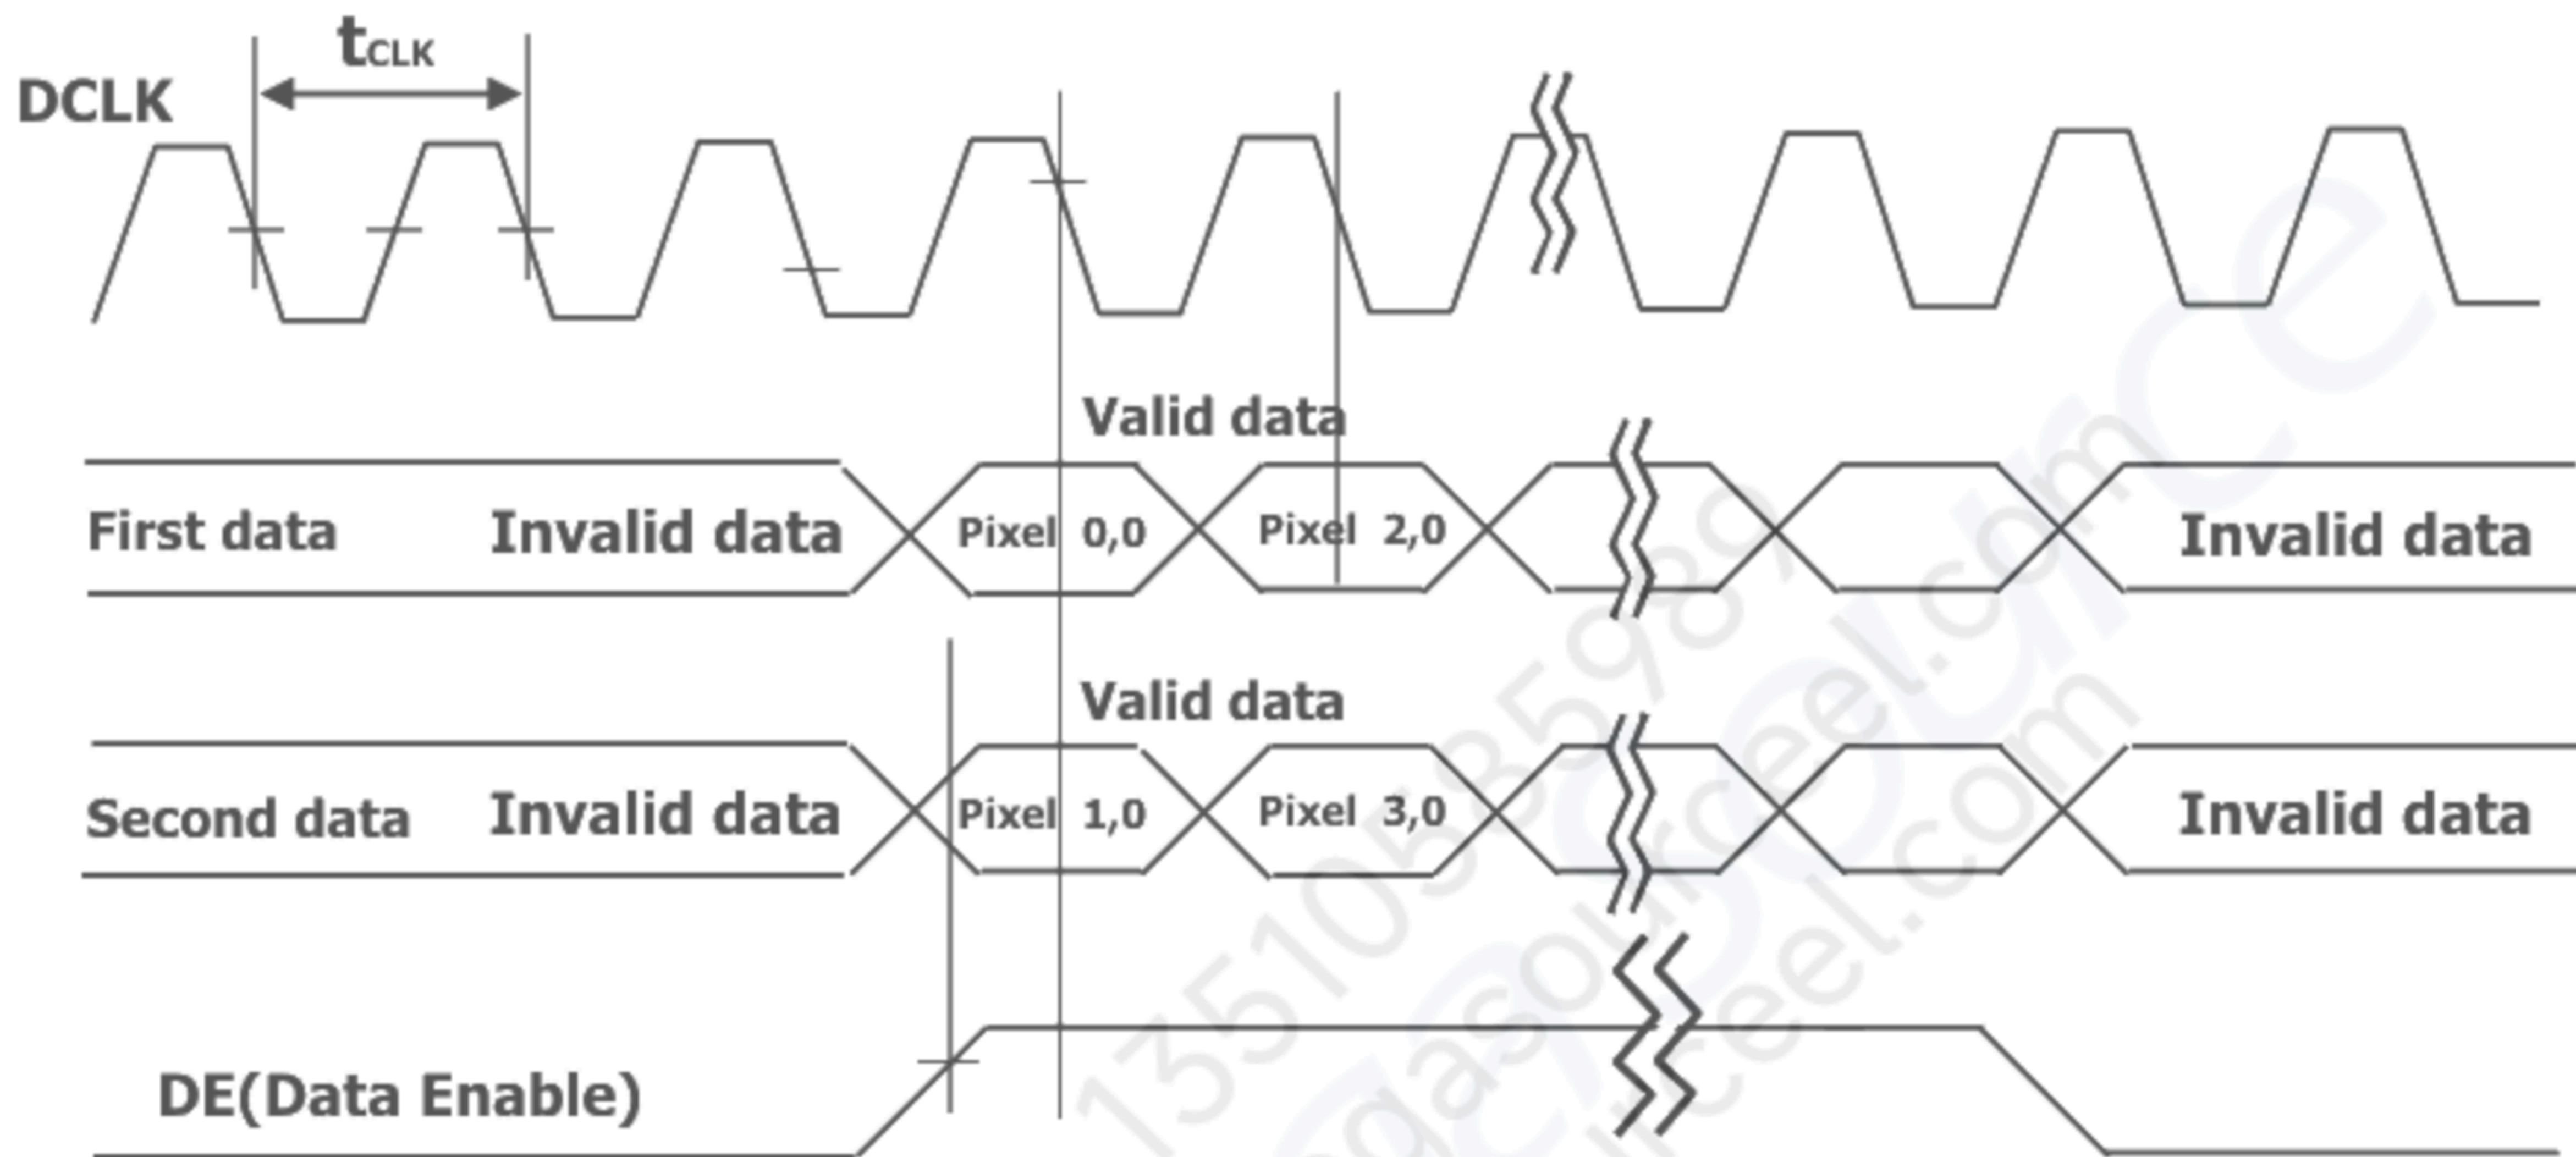 tCLK
DCLK
Valid data
First data Invalid data Pixel 0,0 Pixel 2,0 Invalid data
Valid data
Second data Invalid data Pixel 1,0 Pixel 3,0 Invalid data
DE(Data Enable)
13510585989